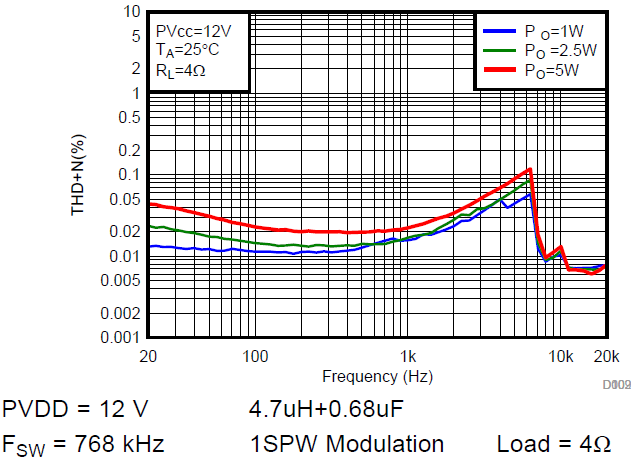 10
5
2
1
0.5
0.2
0.1
0.05
0.02
0.01
0.005
0.002
0.001
THD+N(%)
PVcc=12V
TA=25°C
RL=4Ω
P O=1W
PO =2.5W
PO=5W
20 100 1k 10k 20k
Frequency (Hz)
PVDD = 12 V 4.7uH+0.68uF
FSW = 768 kHz 1SPW Modulation Load = 4Ω